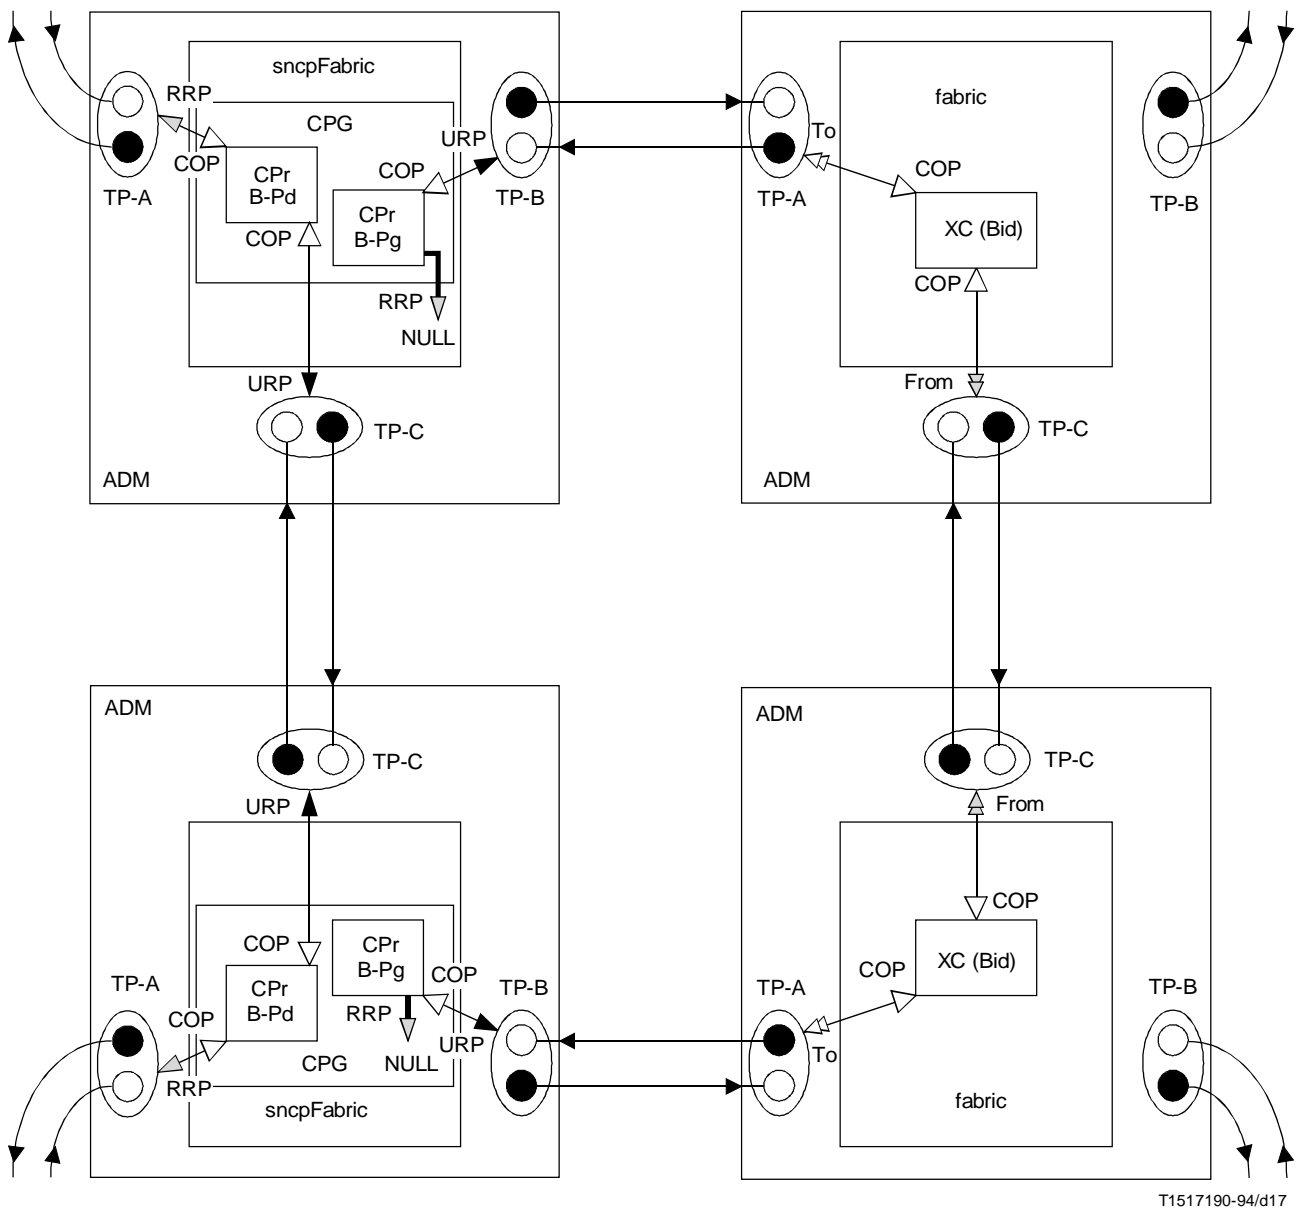 sncpFabric
RRP
CPG
URP
COP
COP
CPr
B-Pd
TP-A
TP-B
CPr
B-Pg
COP
RRP
NULL
URP
TP-C
ADM
fabric
To
COP
TP-A
TP-B
XC (Bid)
COP
From
TP-C
ADM
ADM
TP-C
URP
COP
CPr
B-Pg
COP
TP-A
TP-B
CPr
B-Pd
RRP
COP
URP
CPG
NULL
RRP
sncpFabric
ADM
TP-C
From
COP
XC (Bid)
COP
TP-A
TP-B
To
fabric
T1517190-94/d17